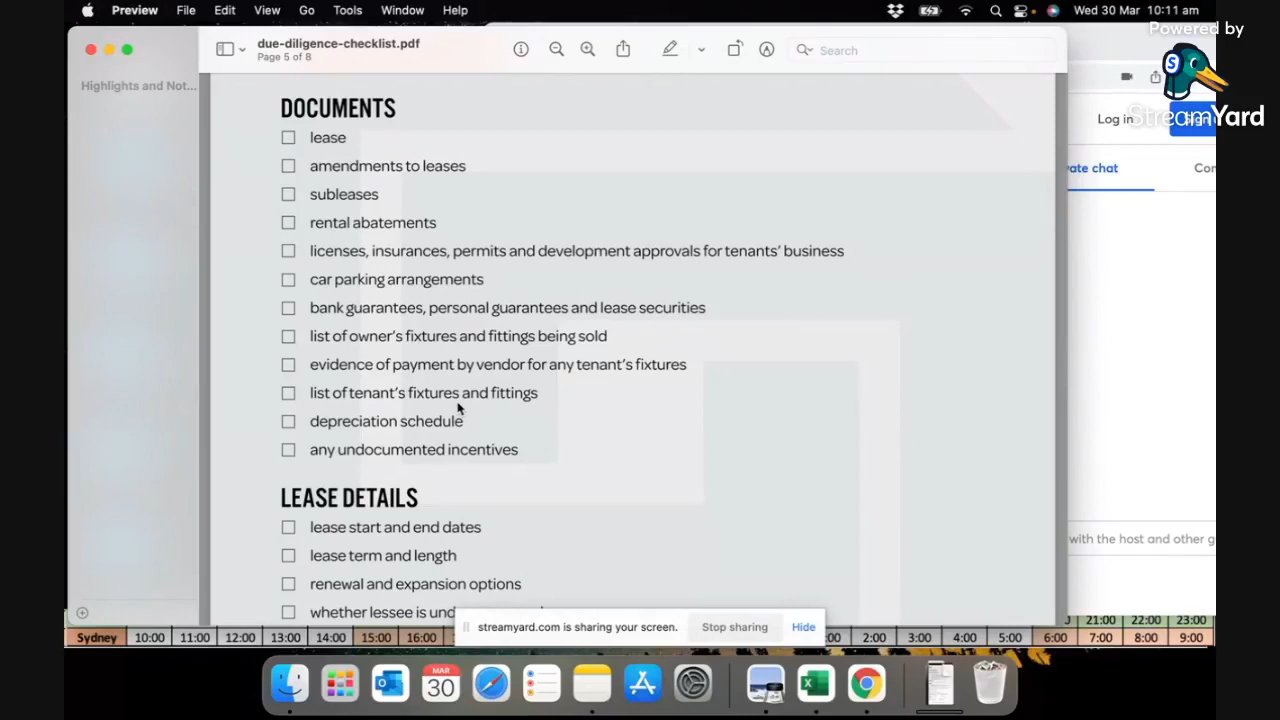 Preview File Edit View Go Tools Window Help Wed 30 Mar 10:11 am
Powered by
StreamYard
due-diligence-checklist.pdf
Page 5 of 8
Search
Highlights and Not...
Log in
ate chat
DOCUMENTS
lease
amendments to leases
subleases
rental abatements
licenses, insurances, permits and development approvals for tenants' business
car parking arrangements
bank guarantees, personal guarantees and lease securities
list of owner's fixtures and fittings being sold
evidence of payment by vendor for any tenant's fixtures
list of tenant's fixtures and fittings
depreciation schedule
any undocumented incentives
LEASE DETAILS
lease start and end dates
lease term and length
renewal and expansion options
whether lessee is und
with the host and other g
streamyard.com is sharing your screen. Stop sharing Hide
21:00 22:00 23:00
Sydney 10:00 11:00 12:00 13:00 14:00 15:00 16:00 2:00 3:00 4:00 5:00 6:00 7:00 8:00 9:00
MAR
30